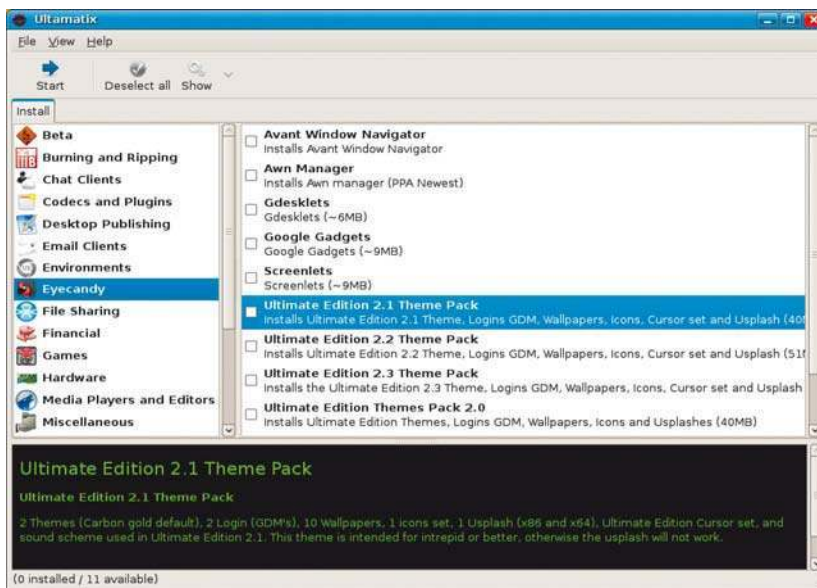 Ultamatix
File View Help
Start Deselect all Show
Install
Beta
Burning and Ripping
Chat Clients
Codecs and Plugins
Desktop Publishing
Email Clients
Environments
Eyecandy
File Sharing
Financial
Games
Hardware
Media Players and Editors
Miscellaneous
Avant Window Navigator
Installs Avant Window Navigator
Awn Manager
Installs Awn manager (PPA Newest)
Gdesklets
Gdesklets (~6MB)
Google Gadgets
Google Gadgets (~9MB)
Screenlets
Screenlets (~9MB)
Ultimate Edition 2.1 Theme Pack
Installs Ultimate Edition 2.1 Theme, Logins GDM, Wallpapers, Icons, Cursor set and Usplash (40
Ultimate Edition 2.2 Theme Pack
Installs Ultimate Edition 2.2 Theme, Logins GDM, Wallpapers, Icons, Cursor set and Usplash (51
Ultimate Edition 2.3 Theme Pack
Installs the Ultimate Edition 2.3 Theme, Logins GDM, Wallpapers, Icons, Cursor set and Usplash
Ultimate Edition Themes Pack 2.0
Installs Ultimate Edition Themes, Logins GDM, Wallpapers, Icons and Usplashes (40MB)
Ultimate Edition 2.1 Theme Pack
Ultimate Edition 2.1 Theme Pack
2 Themes (Carbon gold default), 2 Login (GDM's), 10 Wallpapers, 1 icons set, 1 Usplash (x86 and x64), Ultimate Edition Cursor set, and
sound scheme used in Ultimate Edition 2.1. This theme is intended for intrepid or better, otherwise the usplash will not work.
(0 installed / 11 available)